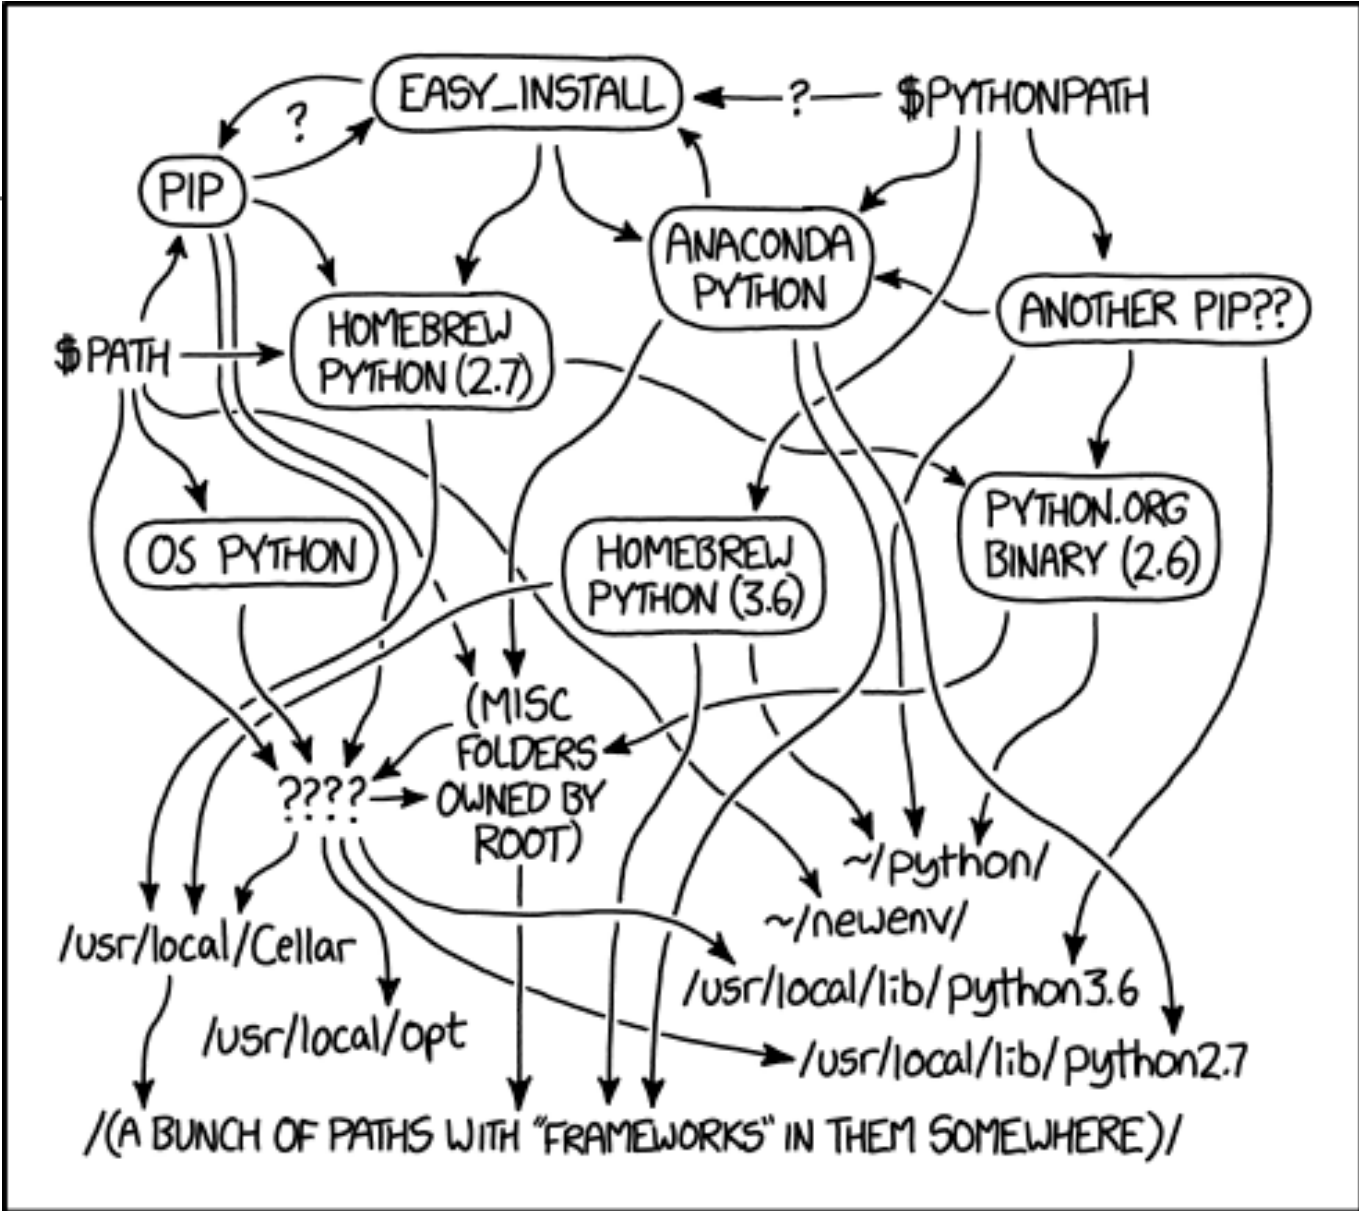 EASY_INSTALL
?
$PYTHONPATH
?
PIP
ANACONDA
PYTHON
ANOTHER PIP??
HOMEBREW
PYTHON (2.7)
$PATH
PYTHON.ORG
BINARY (2.6)
OS PYTHON
HOMEBREW
PYTHON (3.6)
(MISC
FOLDERS
OWNED BY
ROOT)
????
~/python/
~/newenv/
/usr/local/Cellar
/usr/local/lib/python3.6
/usr/local/opt
/usr/local/lib/python2.7
/(A BUNCH OF PATHS WITH "FRAMEWORKS" IN THEM SOMEWHERE)/